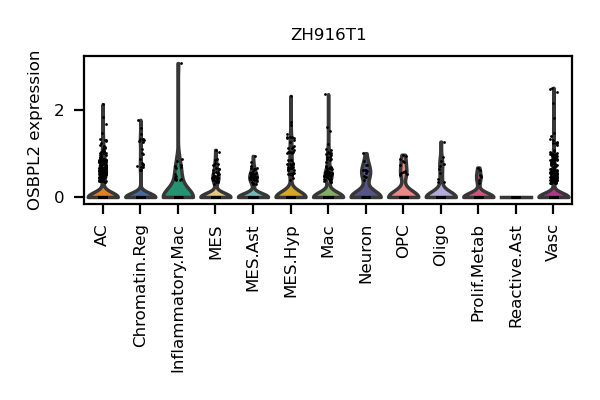 ZH916T1
OSBPL2 expression
2
0
AC
Chromatin.Reg
Inflammatory.Mac
MES
MES.Ast
MES.Hyp
Mac
Neuron
OPC
Oligo
Prolif.Metab
Reactive.Ast
Vasc